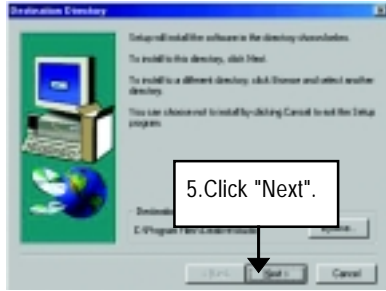 Destination Directory
Setup will install the software in the directory shown below.
To install to this directory, click Next.
To install to a different directory, click Browse and select another
directory.
You can choose not to install by clicking Cancel to exit the Setup
program.
5.Click "Next".
C:\Program Files\
Next >
Cancel